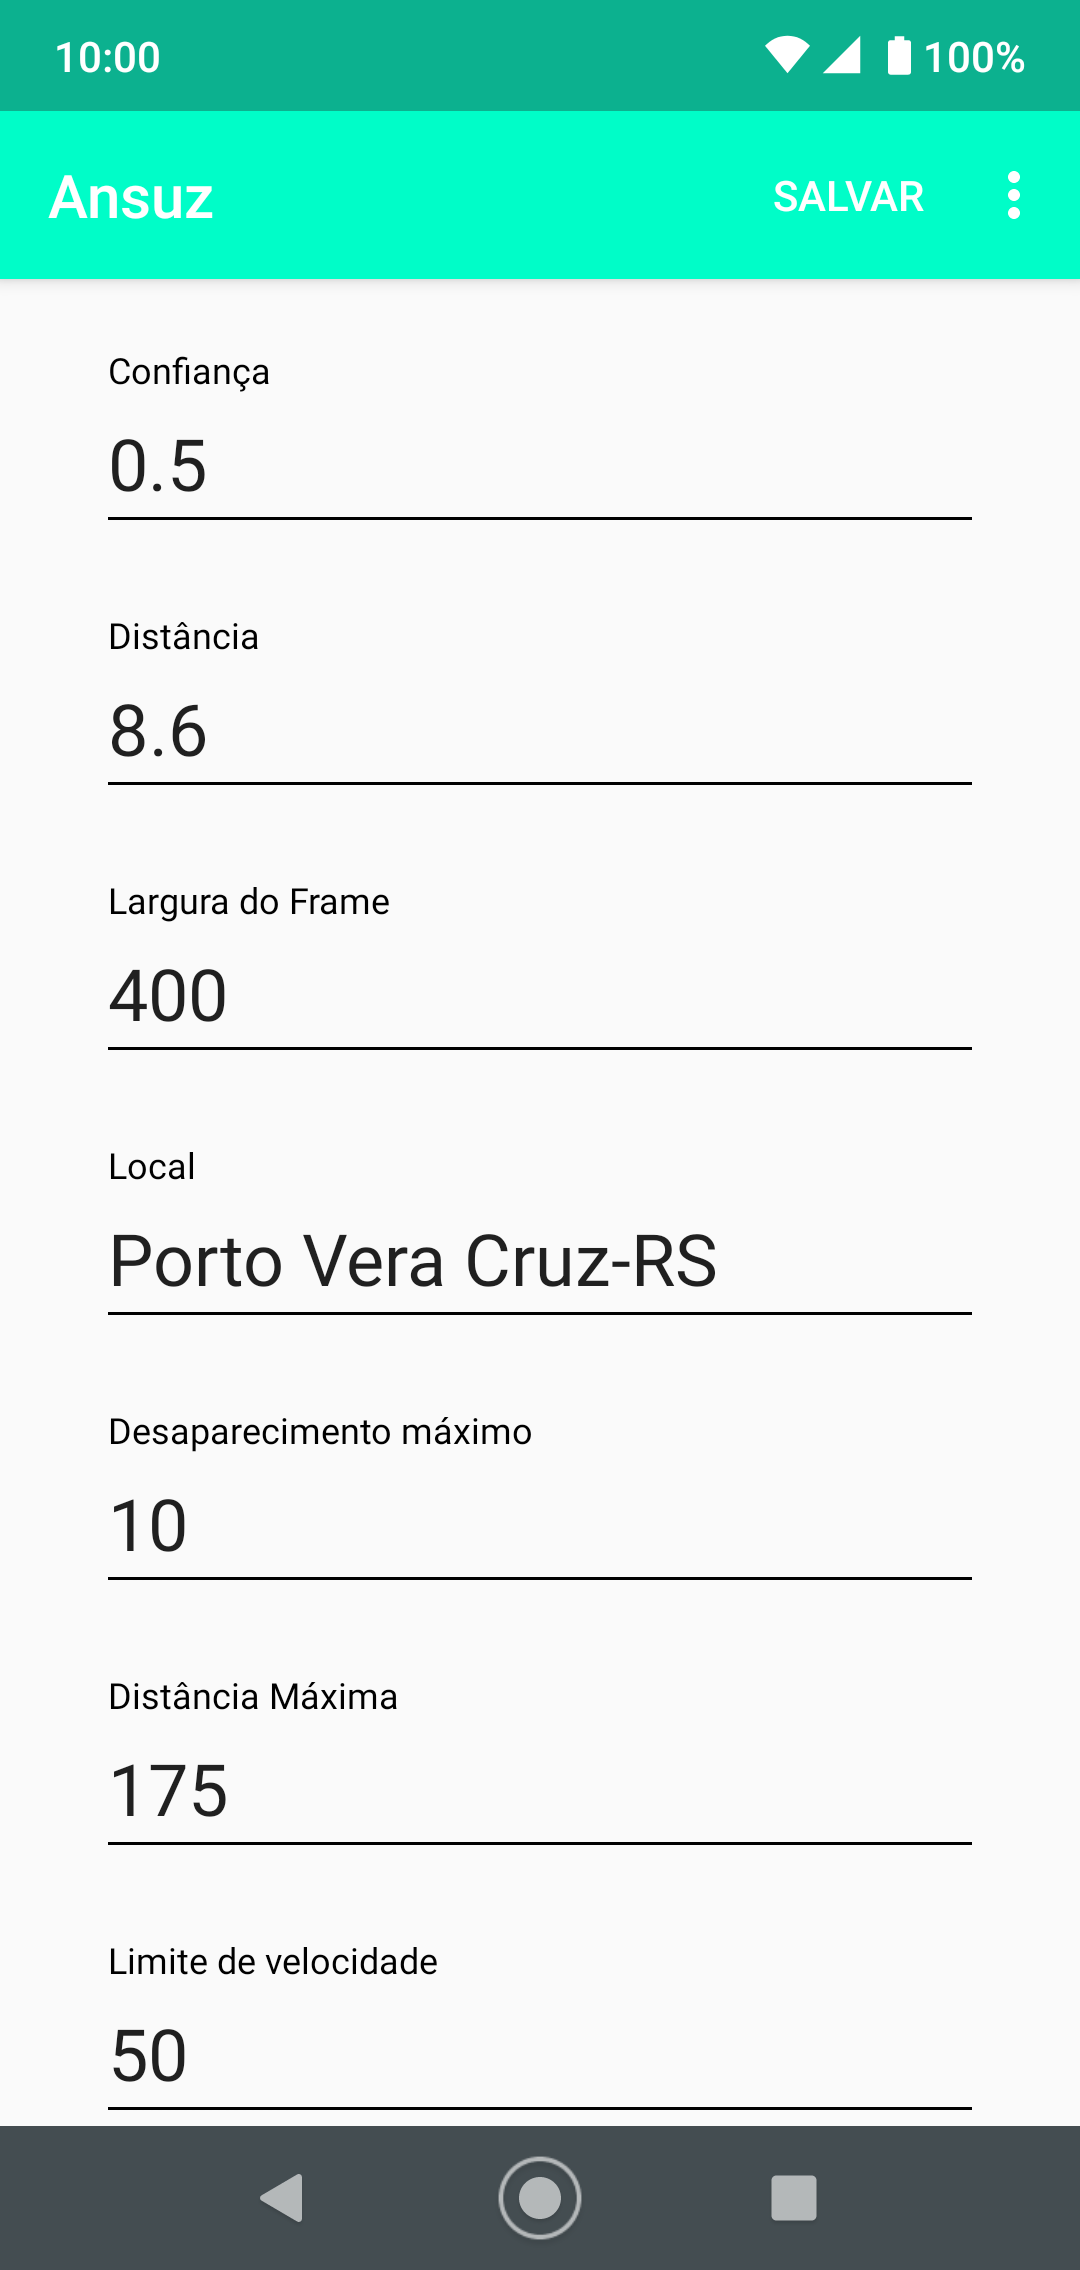 10:00 100%
Ansuz SALVAR
Confiança
0.5
Distância
8.6
Largura do Frame
400
Local
Porto Vera Cruz-RS
Desaparecimento máximo
10
Distância Máxima
175
Limite de velocidade
50